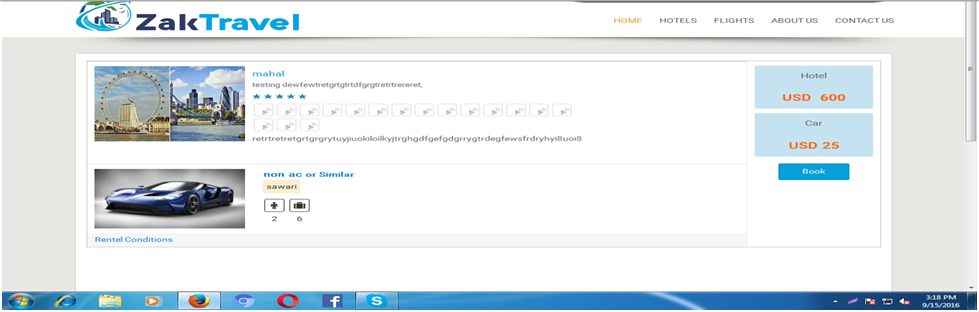 ZakTravel
HOME HOTELS FLIGHTS ABOUT US CONTACT US
mahal
testing dewfewtretgrtgtrtdfgrgtretrtrereret,
retrtretretgrtgrgrytuyjiuokiloilkyjtrghgdfgefgdgrrygtrdegfewsfrdryhyi8uoi8
Hotel
USD 600
Car
USD 25
Book
non ac or Similar
sawari
2 6
Rentel Conditions
3:18 PM
9/15/2016